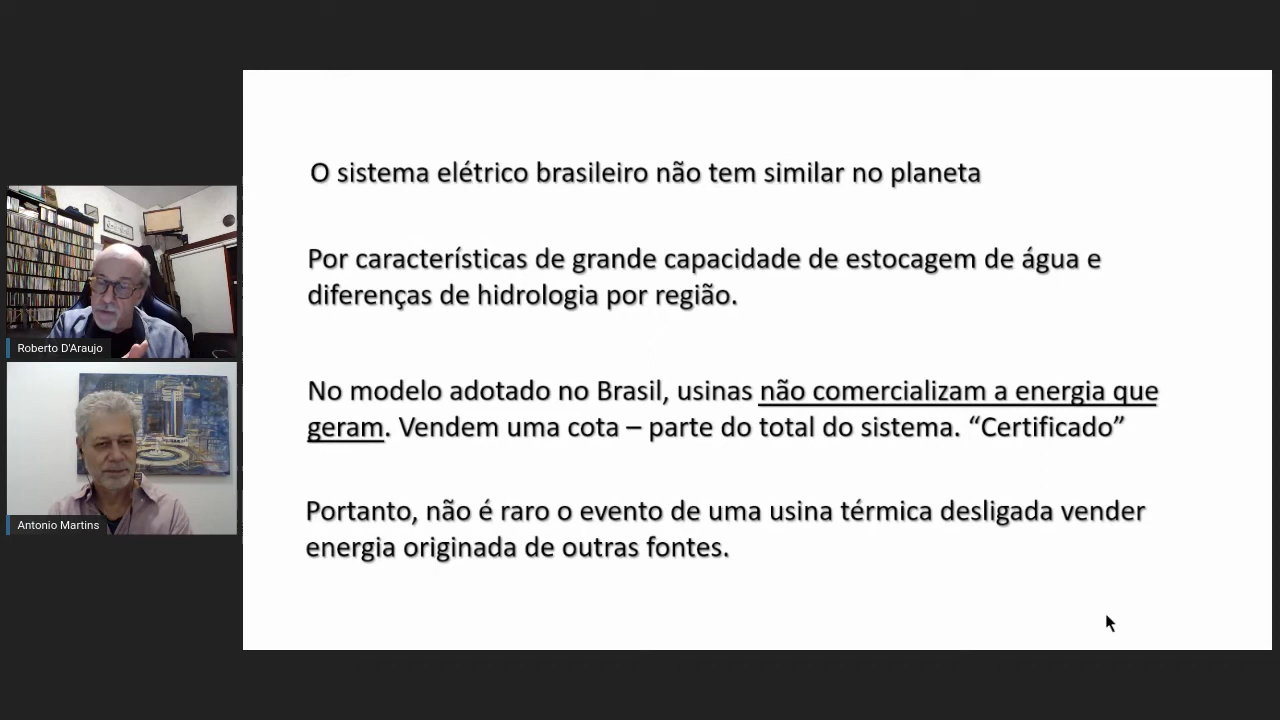 O sistema elétrico brasileiro não tem similar no planeta
Por características de grande capacidade de estocagem de água e
diferenças de hidrologia por região.
No modelo adotado no Brasil, usinas não comercializam a energia que
geram. Vendem uma cota – parte do total do sistema. “Certificado”
Portanto, não é raro o evento de uma usina térmica desligada vender
energia originada de outras fontes.
Roberto D'Araujo
Antonio Martins